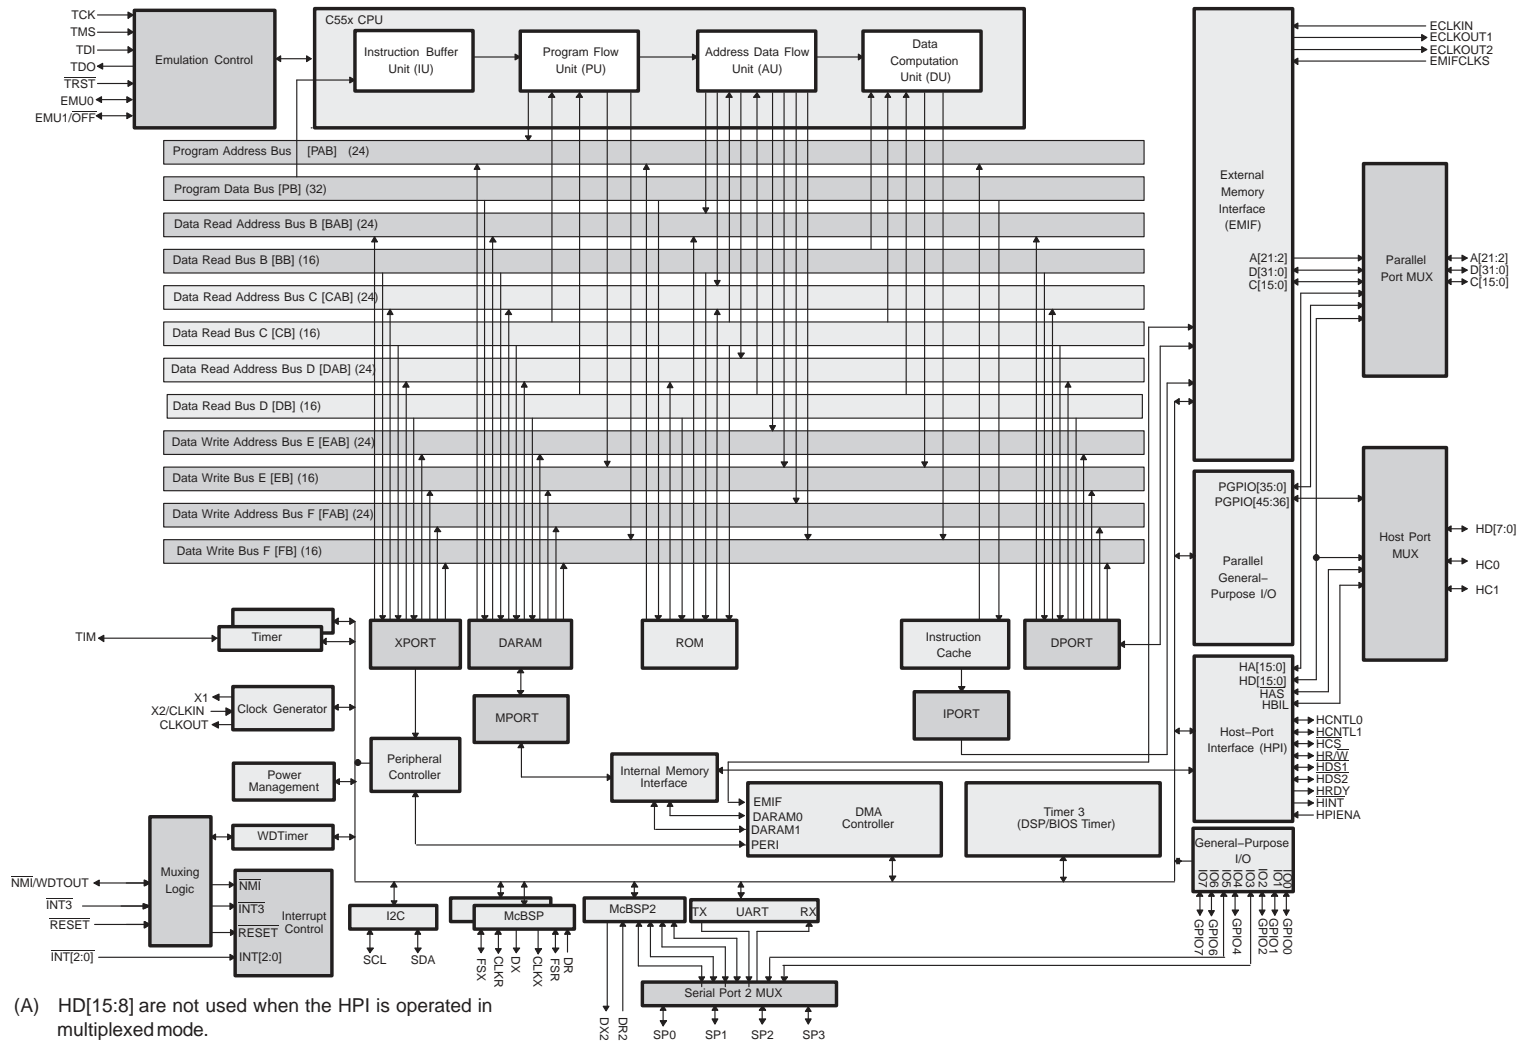 TCK
TMS
TDI
TDO
TRST
EMU0
EMU1/OFF
Emulation Control
C55x CPU
Instruction Buffer
Unit (IU)
Program Flow
Unit (PU)
Address Data Flow
Unit (AU)
Data
Computation
Unit (DU)
Program Address Bus [PAB] (24)
Program Data Bus [PB] (32)
Data Read Address Bus B [BAB] (24)
Data Read Bus B [BB] (16)
Data Read Address Bus C [CAB] (24)
Data Read Bus C [CB] (16)
Data Read Address Bus D [DAB] (24)
Data Read Bus D [DB] (16)
Data Write Address Bus E [EAB] (24)
Data Write Bus E [EB] (16)
Data Write Address Bus F [FAB] (24)
Data Write Bus F [FB] (16)
External
Memory
Interface
(EMIF)
A[21:2]
D[31:0]
C[15:0]
ECLKIN
ECLKOUT1
ECLKOUT2
EMIFCLKS
Parallel
Port MUX
A[21:2]
D[31:0]
C[15:0]
PGPIO[35:0]
PGPIO[45:36]
Parallel
General–
Purpose I/O
Host Port
MUX
HD[7:0]
HC0
HC1
HA[15:0]
HD[15:0]
HAS
HBIL
Host–Port
Interface (HPI)
HCNTL0
HCNTL1
HCS
HR/W
HDS1
HDS2
HRDY
HINT
HPIENA
General–Purpose
I/O
IO7
IO6
IO5
IO4
IO3
IO2
IO1
IO0
GPIO7
GPIO6
GPIO4
GPIO2
GPIO1
GPIO0
TIM
Timer
XPORT
DARAM
ROM
Instruction
Cache
DPORT
X1
X2/CLKIN
CLKOUT
Clock Generator
MPORT
IPORT
Peripheral
Controller
Power
Management
Internal Memory
Interface
EMIF
DARAM0
DARAM1
PERI
DMA
Controller
Timer 3
(DSP/BIOS Timer)
WDTimer
Muxing
Logic
NMI/WDTOUT
INT3
RESET
INT[2:0]
NMI
INT3
RESET
INT[2:0]
Interrupt
Control
I2C
SCL
SDA
McBSP
FSX
CLKR
DX
CLKX
FSR
DR
McBSP2
DX2
DR2
TX UART RX
Serial Port 2 MUX
SP0
SP1
SP2
SP3
(A) HD[15:8] are not used when the HPI is operated in
multiplexed mode.